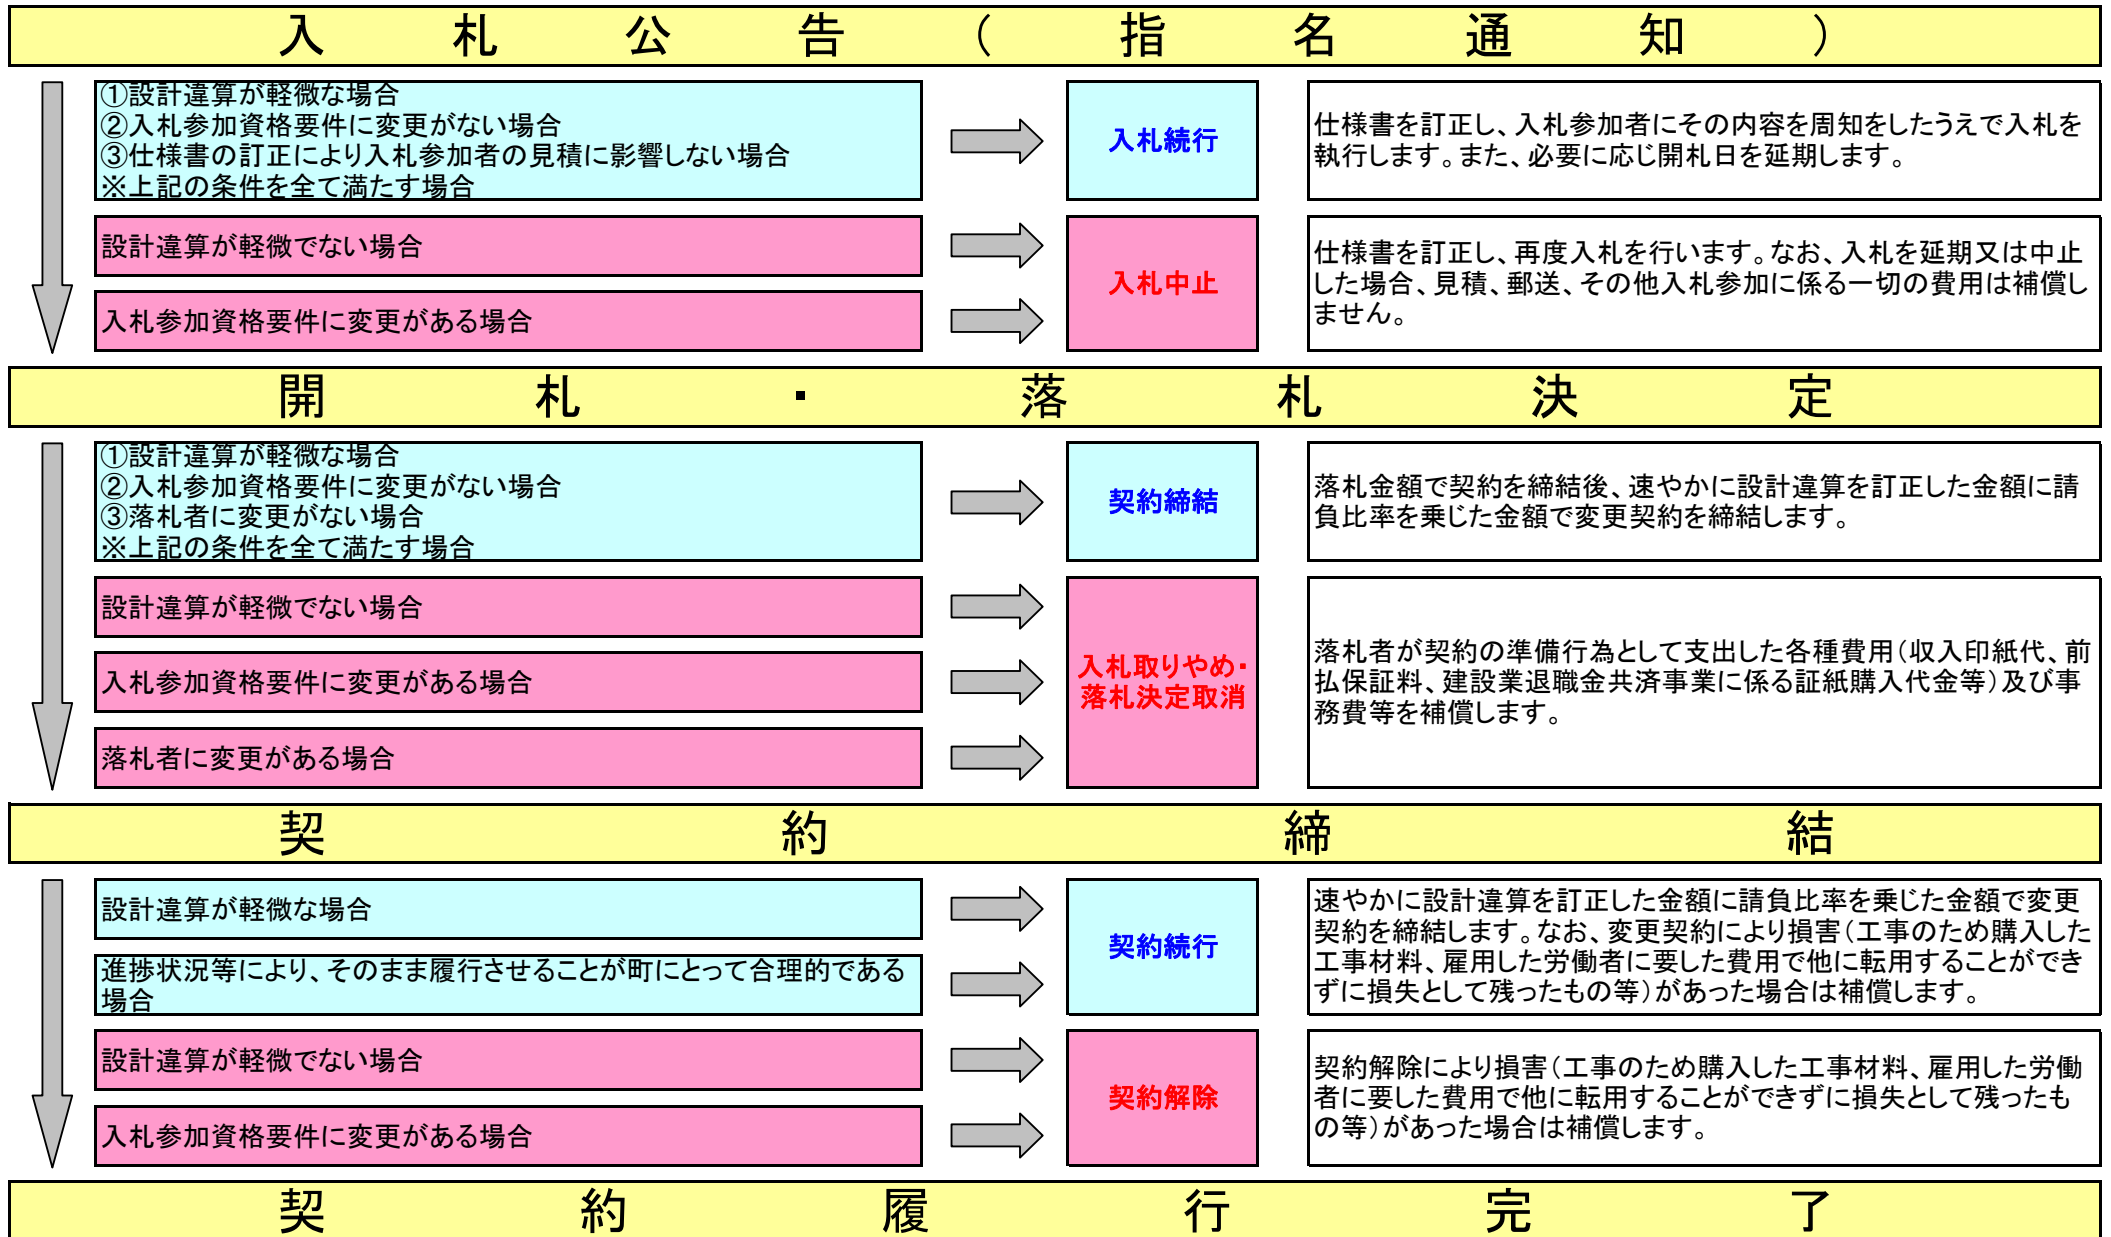 入札公告（指名通知）
①設計違算が軽微な場合
②入札参加資格要件に変更がない場合
③仕様書の訂正により入札参加者の見積に影響しない場合
※上記の条件を全て満たす場合
入札続行
仕様書を訂正し、入札参加者にその内容を周知をしたうえで入札を
執行します。また、必要に応じ開札日を延期します。
設計違算が軽微でない場合
入札参加資格要件に変更がある場合
入札中止
仕様書を訂正し、再度入札を行います。なお、入札を延期又は中止
した場合、見積、郵送、その他入札参加に係る一切の費用は補償し
ません。
開札・落札決定
①設計違算が軽微な場合
②入札参加資格要件に変更がない場合
③落札者に変更がない場合
※上記の条件を全て満たす場合
契約締結
落札金額で契約を締結後、速やかに設計違算を訂正した金額に請
負比率を乗じた金額で変更契約を締結します。
設計違算が軽微でない場合
入札参加資格要件に変更がある場合
落札者に変更がある場合
入札取りやめ・
落札決定取消
落札者が契約の準備行為として支出した各種費用（収入印紙代、前
払保証料、建設業退職金共済事業に係る証紙購入代金等）及び事
務費等を補償します。
契約締結
設計違算が軽微な場合
進捗状況等により、そのまま履行させることが町にとって合理的である
場合
契約続行
速やかに設計違算を訂正した金額に請負比率を乗じた金額で変更
契約を締結します。なお、変更契約により損害（工事のため購入した
工事材料、雇用した労働者に要した費用で他に転用することができ
ずに損失として残ったもの等）があった場合は補償します。
設計違算が軽微でない場合
入札参加資格要件に変更がある場合
契約解除
契約解除により損害（工事のため購入した工事材料、雇用した労働
者に要した費用で他に転用することができずに損失として残ったも
の等）があった場合は補償します。
契約履行完了